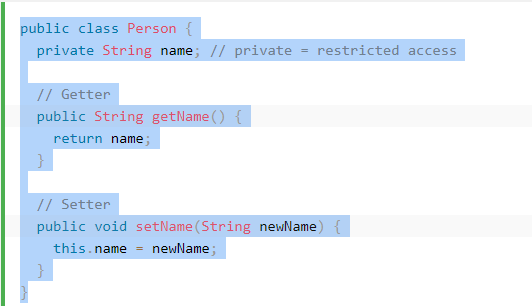 public class Person {
  private String name; // private = restricted access

  // Getter
  public String getName() {
    return name;
  }

  // Setter
  public void setName(String newName) {
    this.name = newName;
  }
}